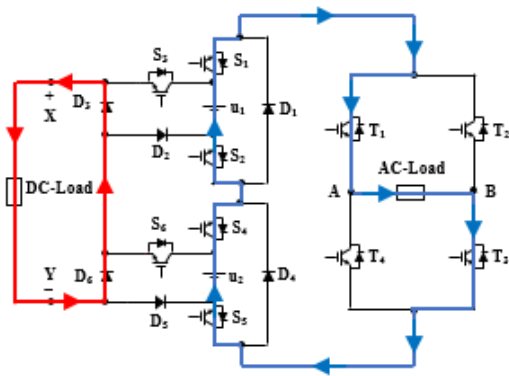 S₃
S₁
D₃
+
X
u₁
D₁
T₁
T₂
D₂
S₂
DC-Load
AC-Load
A
B
S₆
S₄
Y
−
D₆
u₂
D₄
T₄
T₃
D₅
S₅